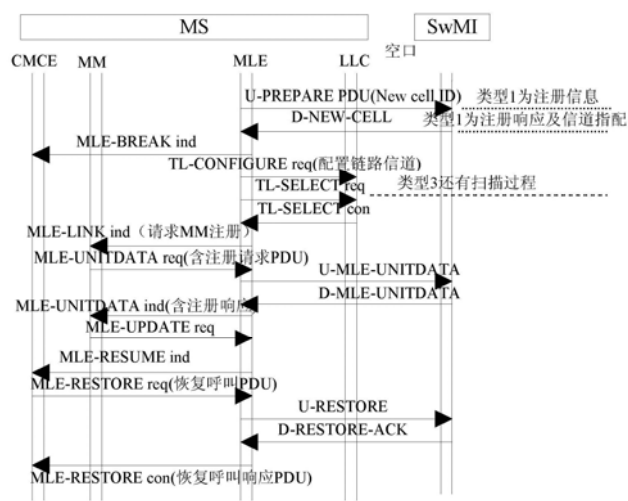 MS
SwMI
空口
CMCE MM MLE LLC
U-PREPARE PDU(New cell ID) 类型1为注册信息
D-NEW-CELL 类型1为注册响应及信道指配
MLE-BREAK ind
TL-CONFIGURE req(配置链路信道)
TL-SELECT req 类型3还有扫描过程
TL-SELECT con
MLE-LINK ind（请求MM注册）
MLE-UNITDATA req(含注册请求PDU)
U-MLE-UNITDATA
D-MLE-UNITDATA
MLE-UNITDATA ind(含注册响应
MLE-UPDATE req
MLE-RESUME ind
MLE-RESTORE req(恢复呼叫PDU)
U-RESTORE
D-RESTORE-ACK
MLE-RESTORE con(恢复呼叫响应PDU)